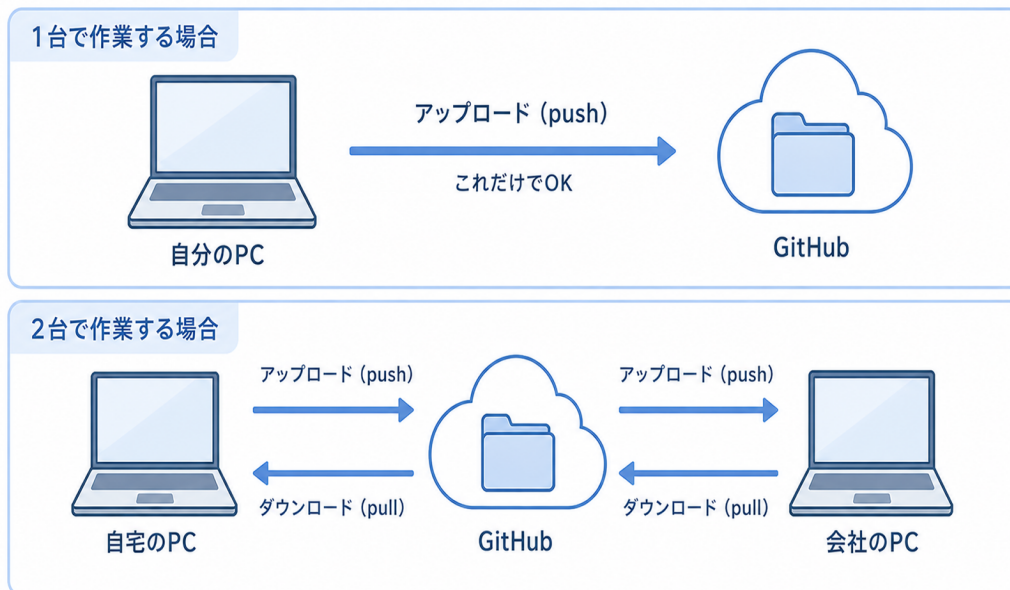 1台で作業する場合
アップロード（push）
これだけでOK
自分のPC
GitHub
2台で作業する場合
アップロード（push）
アップロード（push）
ダウンロード（pull）
ダウンロード（pull）
自宅のPC
GitHub
会社のPC